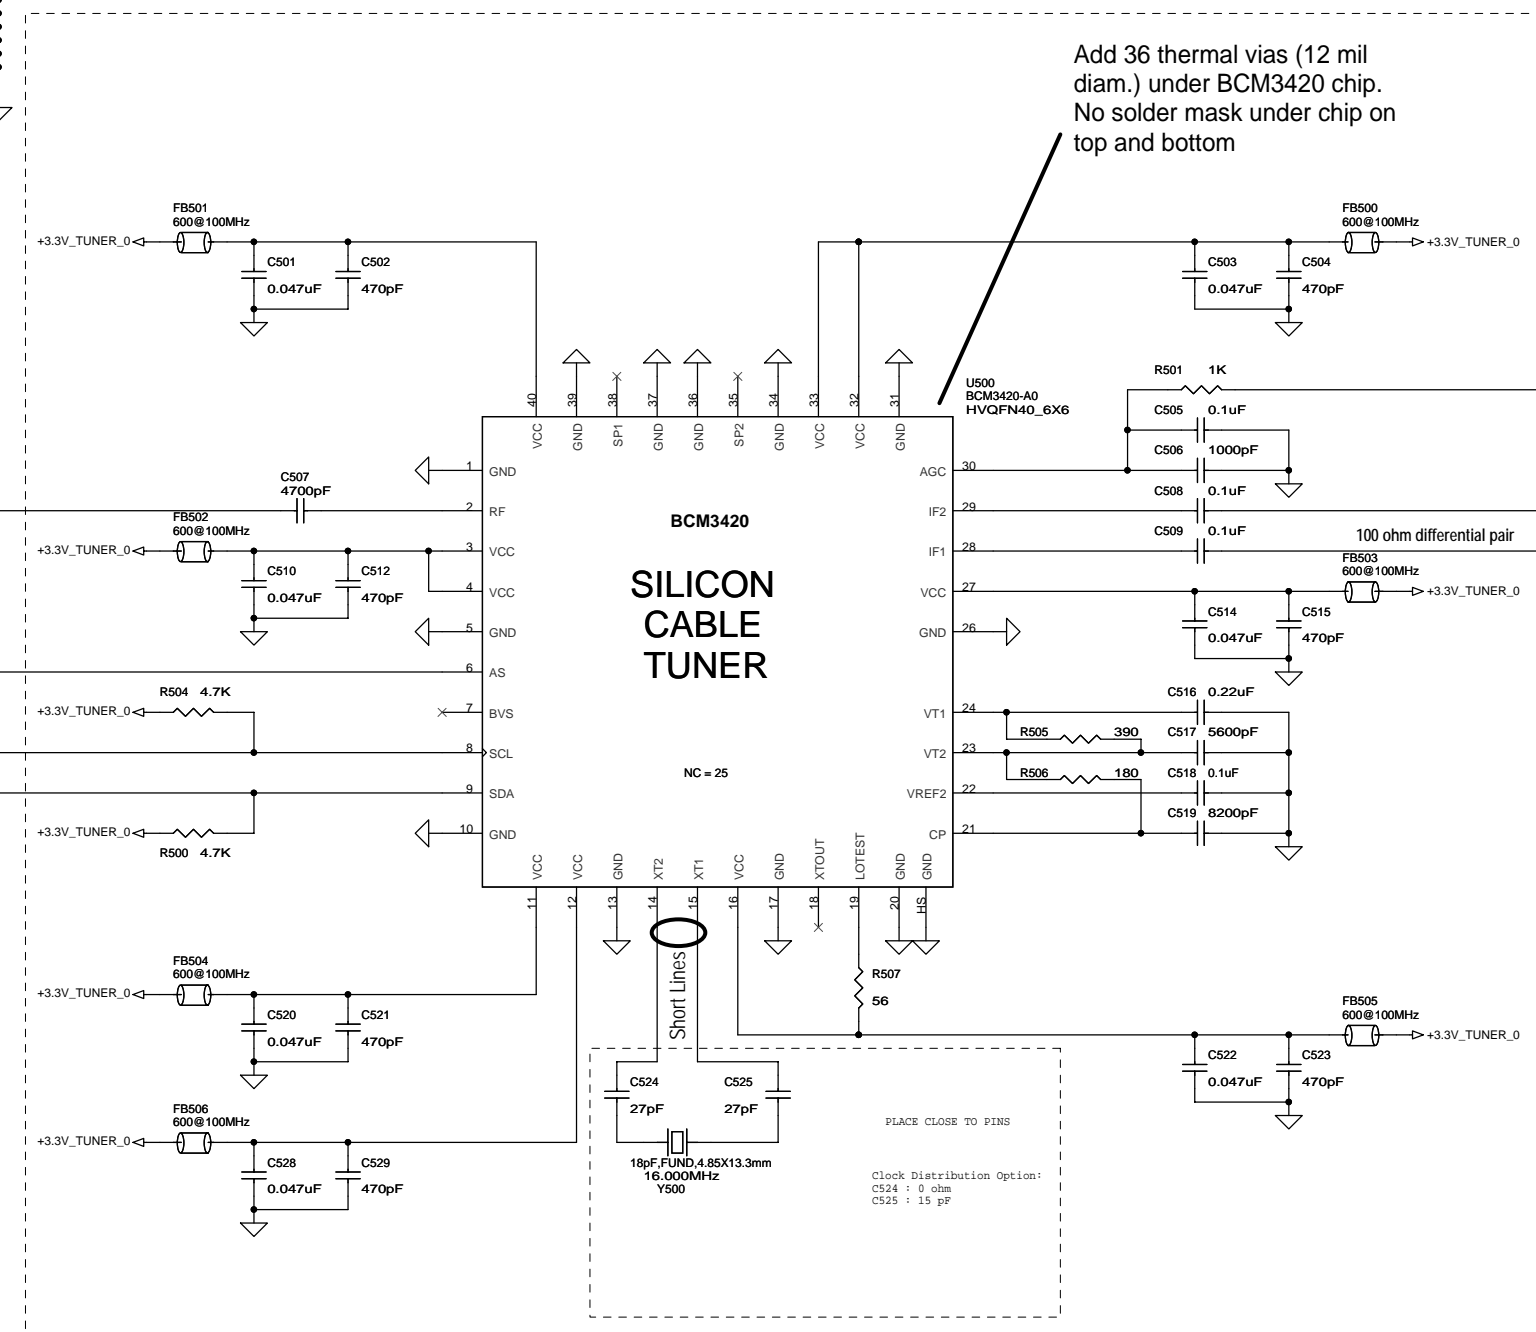 Add 36 thermal vias (12 mil
diam.) under BCM3420 chip.
No solder mask under chip on
top and bottom
FB501
600@100MHz
+3.3V_TUNER_0
C501
0.047uF
C502
470pF
FB500
600@100MHz
+3.3V_TUNER_0
C503
0.047uF
C504
470pF
U500
BCM3420-A0
HVQFN40_6X6
40
39
38
37
36
35
34
33
32
31
VCC
GND
SP1
GND
GND
SP2
GND
VCC
VCC
GND
R501 1K
C505 0.1uF
C506 1000pF
C508 0.1uF
C509 0.1uF
100 ohm differential pair
FB503
600@100MHz
+3.3V_TUNER_0
C514
0.047uF
C515
470pF
C507
4700pF
FB502
600@100MHz
+3.3V_TUNER_0
C510
0.047uF
C512
470pF
1 GND
2 RF
3 VCC
4 VCC
5 GND
6 AS
7 BVS
8 SCL
9 SDA
10 GND
BCM3420
SILICON
CABLE
TUNER
NC = 25
AGC 30
IF2 29
IF1 28
VCC 27
GND 26
VT1 24
VT2 23
VREF2 22
CP 21
R504 4.7K
+3.3V_TUNER_0
+3.3V_TUNER_0
R500 4.7K
C516 0.22uF
R505 390
C517 5600pF
R506 180
C518 0.1uF
C519 8200pF
VCC
VCC
GND
XT2
XT1
VCC
GND
XTOUT
LOTEST
GND
GND
11
12
13
14
15
16
17
18
19
20
HS
Short Lines
R507
56
FB504
600@100MHz
+3.3V_TUNER_0
C520
0.047uF
C521
470pF
FB505
600@100MHz
+3.3V_TUNER_0
C522
0.047uF
C523
470pF
FB506
600@100MHz
+3.3V_TUNER_0
C528
0.047uF
C529
470pF
C524
27pF
C525
27pF
18pF,FUND,4.85X13.3mm
16.000MHz
Y500
PLACE CLOSE TO PINS
Clock Distribution Option:
C524 : 0 ohm
C525 : 15 pF